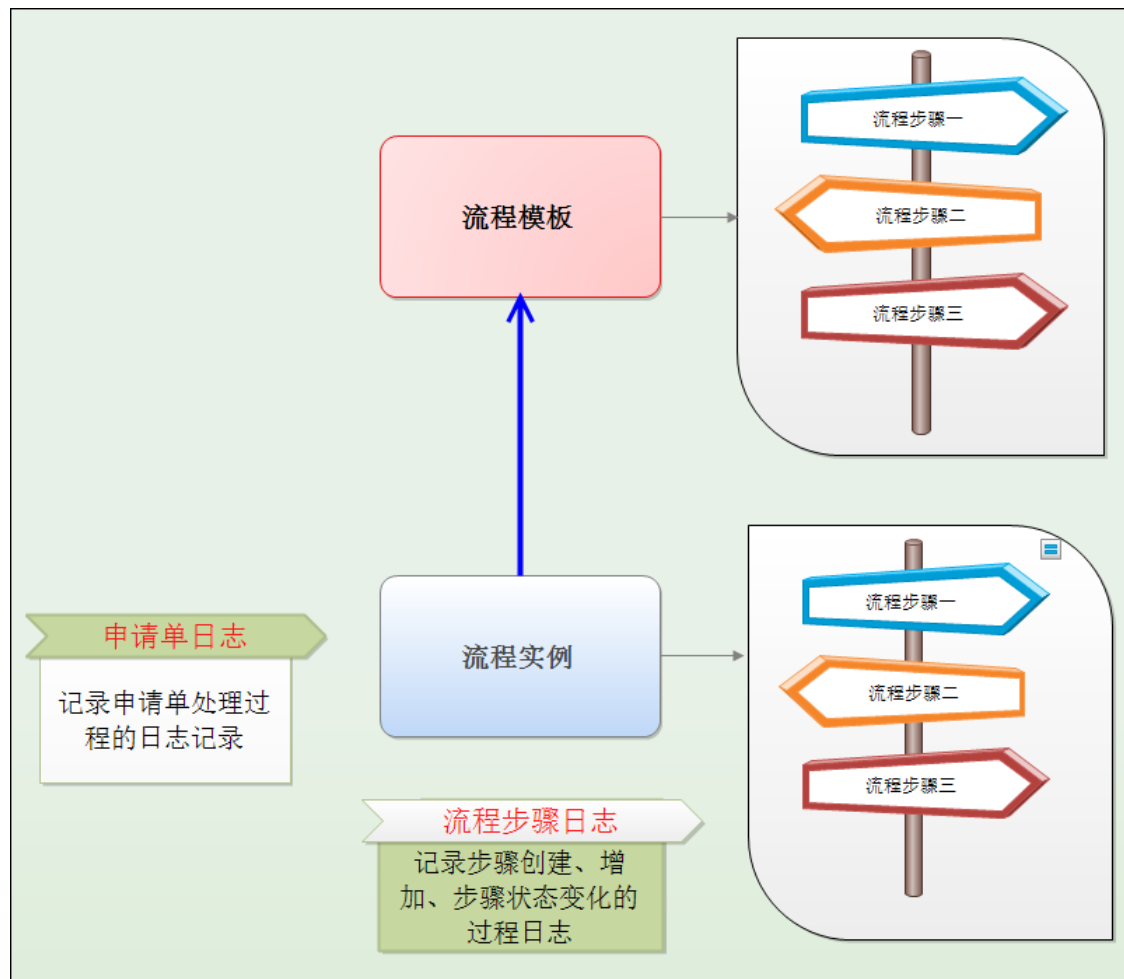 流程步骤一
流程模板
流程步骤二
流程步骤三
流程步骤一
申请单日志
流程实例
记录申请单处理过
程的日志记录
流程步骤二
流程步骤三
流程步骤日志
记录步骤创建、增
加、步骤状态变化的
过程日志